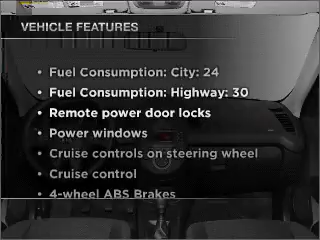 VEHICLE FEATURES
• Fuel Consumption: City: 24
• Fuel Consumption: Highway: 30
• Remote power door locks
• Power windows
• Cruise controls on steering wheel
• Cruise control
• 4-wheel ABS Brakes